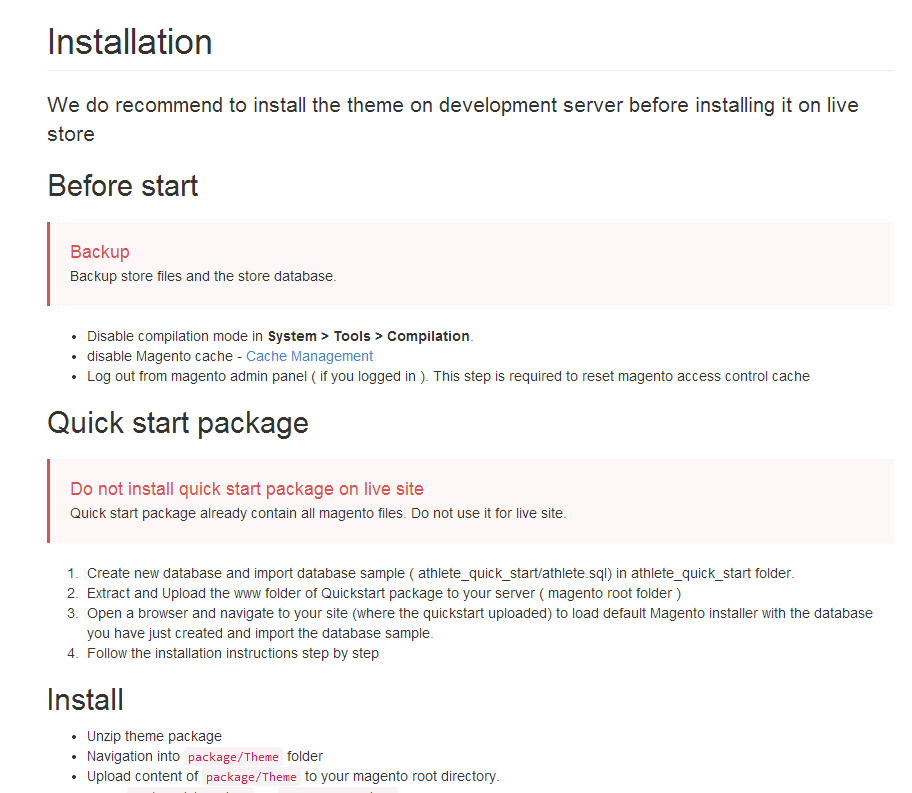 Installation
We do recommend to install the theme on development server before installing it on live
store
Before start
Backup
Backup store files and the store database.
• Disable compilation mode in System > Tools > Compilation.
• disable Magento cache - Cache Management
• Log out from magento admin panel ( if you logged in ). This step is required to reset magento access control cache
Quick start package
Do not install quick start package on live site
Quick start package already contain all magento files. Do not use it for live site.
1. Create new database and import database sample ( athlete_quick_start/athlete.sql) in athlete_quick_start folder.
2. Extract and Upload the www folder of Quickstart package to your server ( magento root folder )
3. Open a browser and navigate to your site (where the quickstart uploaded) to load default Magento installer with the database
you have just created and import the database sample.
4. Follow the installation instructions step by step
Install
• Unzip theme package
• Navigation into package/Theme folder
• Upload content of package/Theme to your magento root directory.